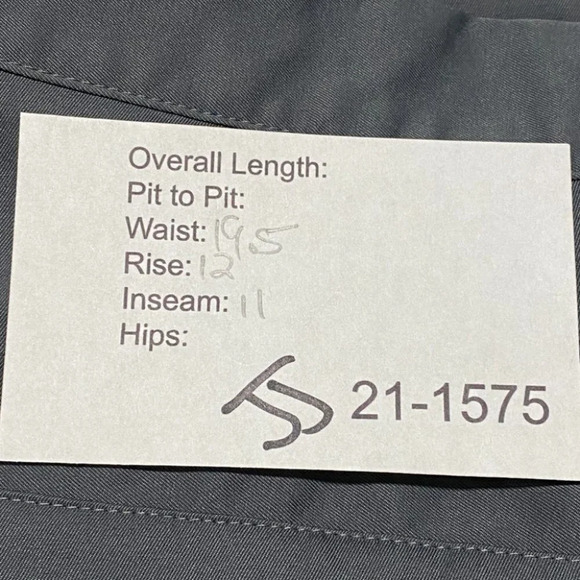 Overall Length:
Pit to Pit:
Waist: 19.5
Rise: 12
Inseam: 11
Hips:
21-1575